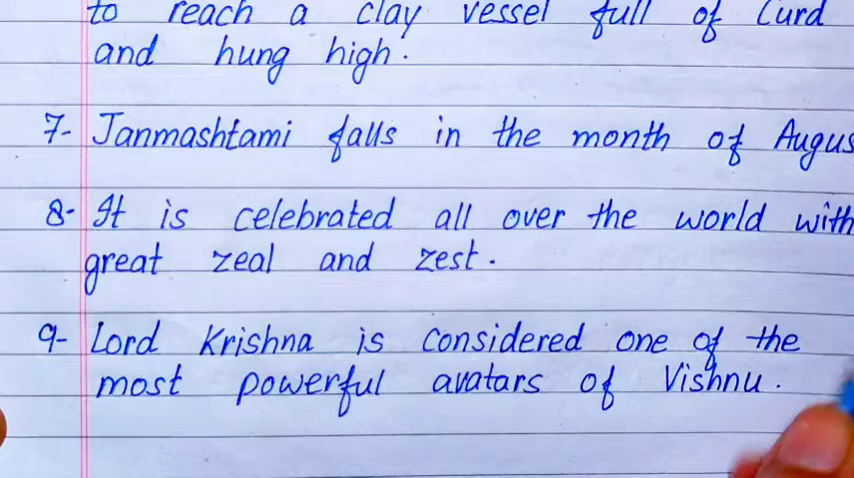 to reach a clay vessel full of Curd
and hung high.
7- Janmashtami falls in the month of Augus
8- It is celebrated all over the world with
great zeal and zest.
9- Lord Krishna is considered one of the
most powerful avatars of Vishnu.